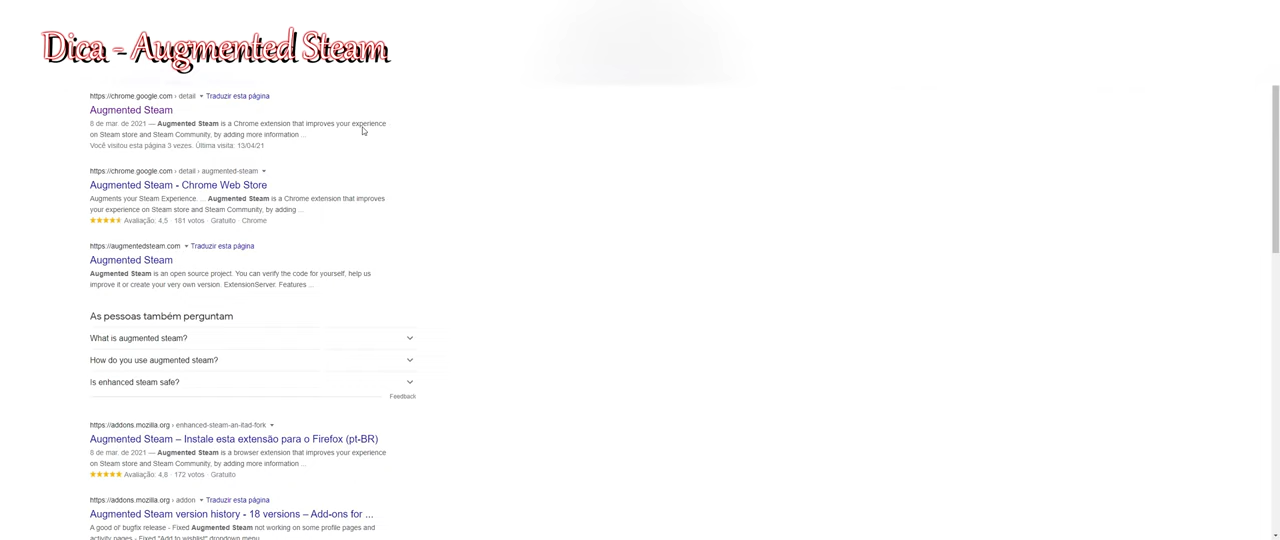 Dica - Augmented Steam
https://chrome.google.com › detail ▾ Traduzir esta página
Augmented Steam
8 de mar. de 2021 — Augmented Steam is a Chrome extension that improves your experience
on Steam store and Steam Community, by adding more information ...
Você visitou esta página 3 vezes. Última visita: 13/04/21
https://chrome.google.com › detail › augmented-steam ▾
Augmented Steam - Chrome Web Store
Augments your Steam Experience. ... Augmented Steam is a Chrome extension that improves
your experience on Steam store and Steam Community, by adding ...
★★★★★ Avaliação: 4,5 · 181 votos · Gratuito · Chrome
https://augmentedsteam.com ▾ Traduzir esta página
Augmented Steam
Augmented Steam is an open source project. You can verify the code for yourself, help us
improve it or create your very own version. ExtensionServer. Features ...
As pessoas também perguntam
What is augmented steam?
How do you use augmented steam?
Is enhanced steam safe?
Feedback
https://addons.mozilla.org › enhanced-steam-an-itad-fork ▾
Augmented Steam – Instale esta extensão para o Firefox (pt-BR)
8 de mar. de 2021 — Augmented Steam is a browser extension that improves your experience
on Steam store and Steam Community, by adding more information ...
★★★★★ Avaliação: 4,8 · 172 votos · Gratuito
https://addons.mozilla.org › addon ▾ Traduzir esta página
Augmented Steam version history - 18 versions – Add-ons for ...
A good ol' bugfix release - Fixed Augmented Steam not working on some profile pages and
activity pages - Fixed "Add to wishlist" dropdown menu